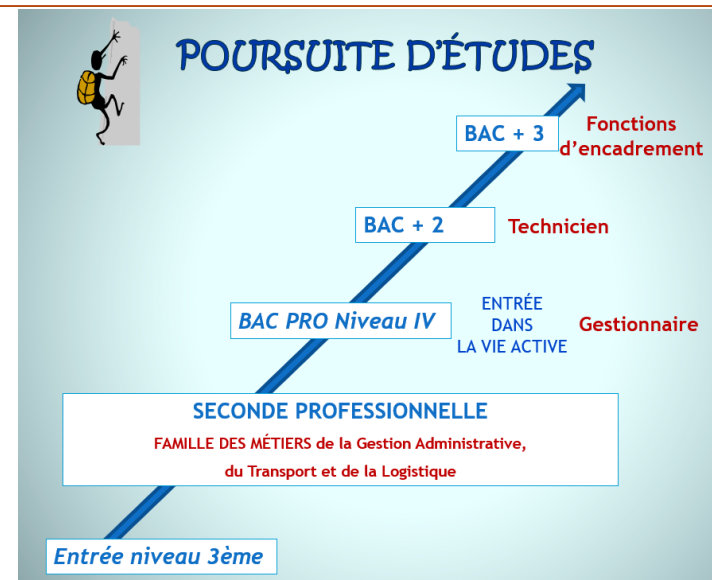 POURSUITE D'ÉTUDES
BAC + 3
Fonctions
d'encadrement
BAC + 2
Technicien
BAC PRO Niveau IV
ENTRÉE
DANS
LA VIE ACTIVE
Gestionnaire
SECONDE PROFESSIONNELLE
FAMILLE DES MÉTIERS de la Gestion Administrative,
du Transport et de la Logistique
Entrée niveau 3ème